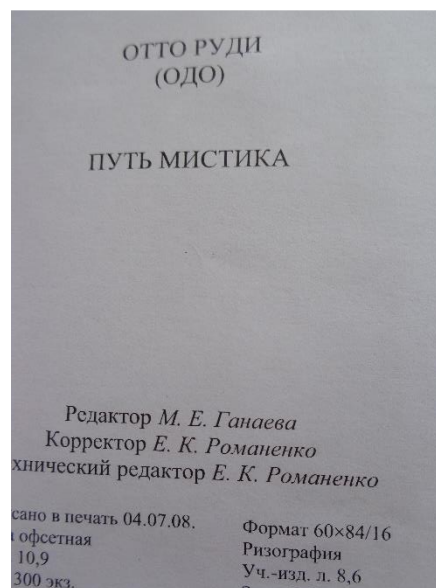 ОТТО РУДИ
(ОДО)
ПУТЬ МИСТИКА
Редактор М. Е. Ганаева
Корректор Е. К. Романенко
хнический редактор Е. К. Романенко
сано в печать 04.07.08.
офсетная
10,9
300 экз.
Формат 60×84/16
Ризография
Уч.-изд. л. 8,6